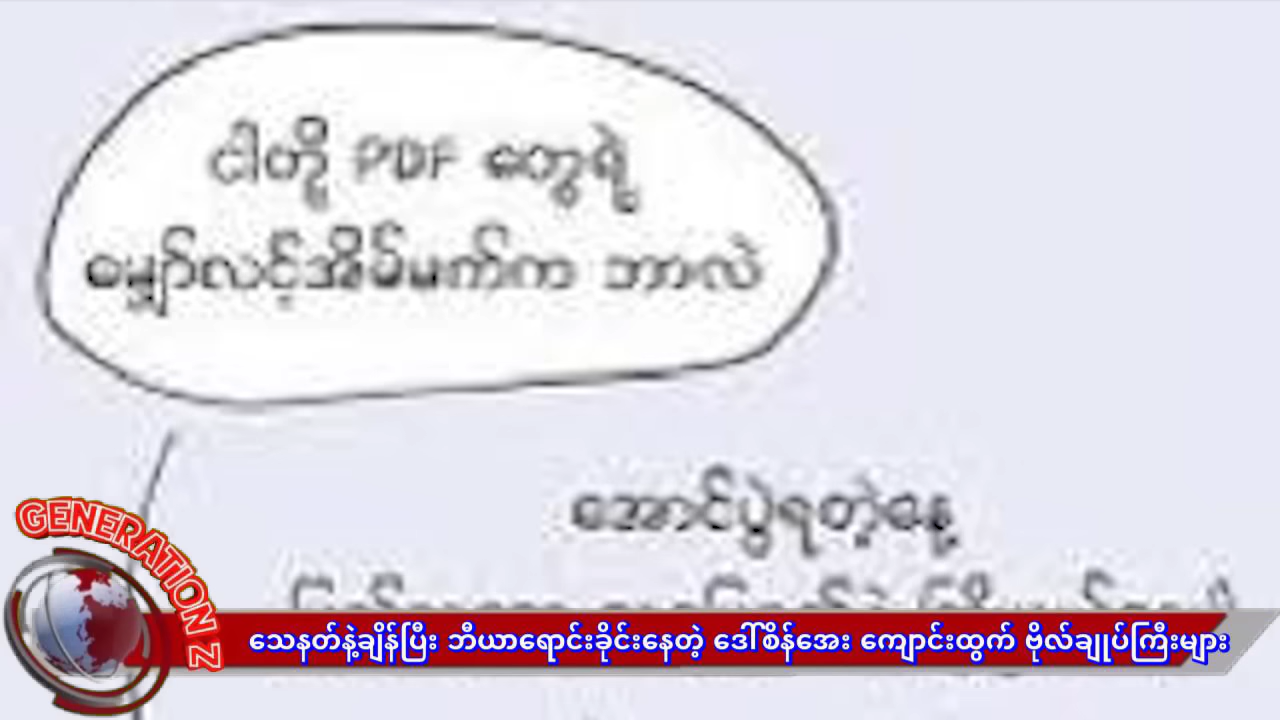 ငါတို့ PDF တွေရဲ့
မျှော်လင့်အိမ်မက်က ဘာလဲ
အောင်ပွဲရတဲ့နေ့
GENERATION Z
သေနတ်နဲ့ချိန်ပြီး ဘီယာရောင်းခိုင်းနေတဲ့ ဒေါ်စိန်အေး ကျောင်းထွက် ဗိုလ်ချုပ်ကြီးများ